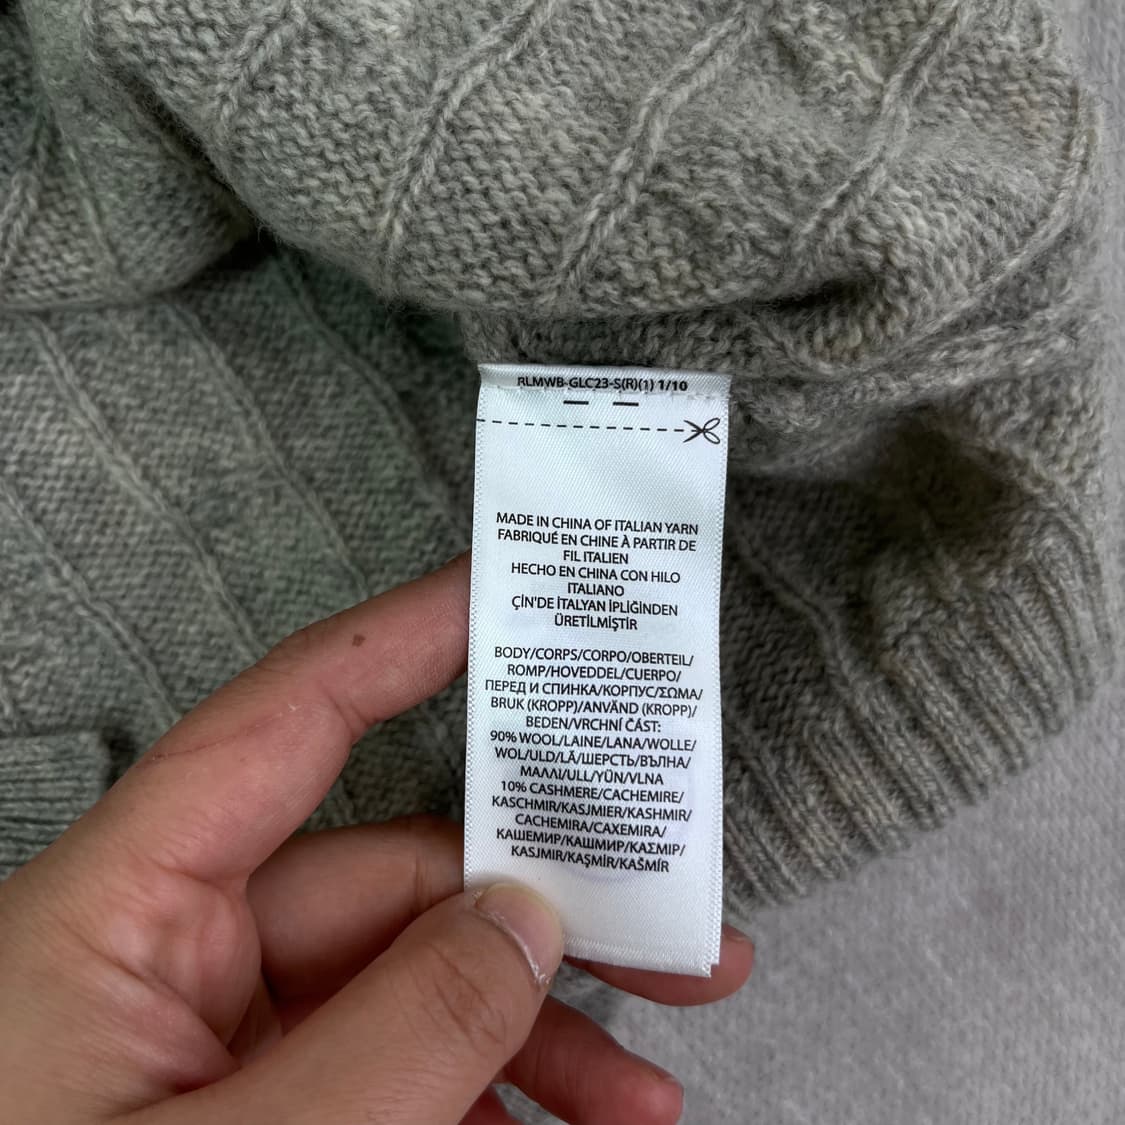 RLMWB-GLC23-S(R)(1) 1/10
MADE IN CHINA OF ITALIAN YARN
FABRIQUÉ EN CHINE À PARTIR DE
FIL ITALIEN
HECHO EN CHINA CON HILO
ITALIANO
ÇİN'DE İTALYAN İPLİĞİNDEN
ÜRETİLMİŞTİR
BODY/CORPS/CORPO/OBERTEIL/
ROMP/HOVEDDEL/CUERPO/
ПЕРЕД И СПИНКА/КОРПУС/ΣΩΜΑ/
BRUK (KROPP)/ANVÄND (KROPP)/
BEDEN/VRCHNÍ ČÁST:
90% WOOL/LAINE/LANA/WOLLE/
WOL/ULD/LÃ/ШЕРСТЬ/ВЪЛНА/
ΜΑΛΛΙ/ULL/YÜN/VLNA
10% CASHMERE/CACHEMIRE/
KASCHMIR/KASJMIER/KASHMIR/
CACHEMIRA/CAXEMIRA/
КАШЕМИР/КАШМИР/ΚΑΣΜΙΡ/
KASJMIR/KAŞMİR/KAŠMÍR